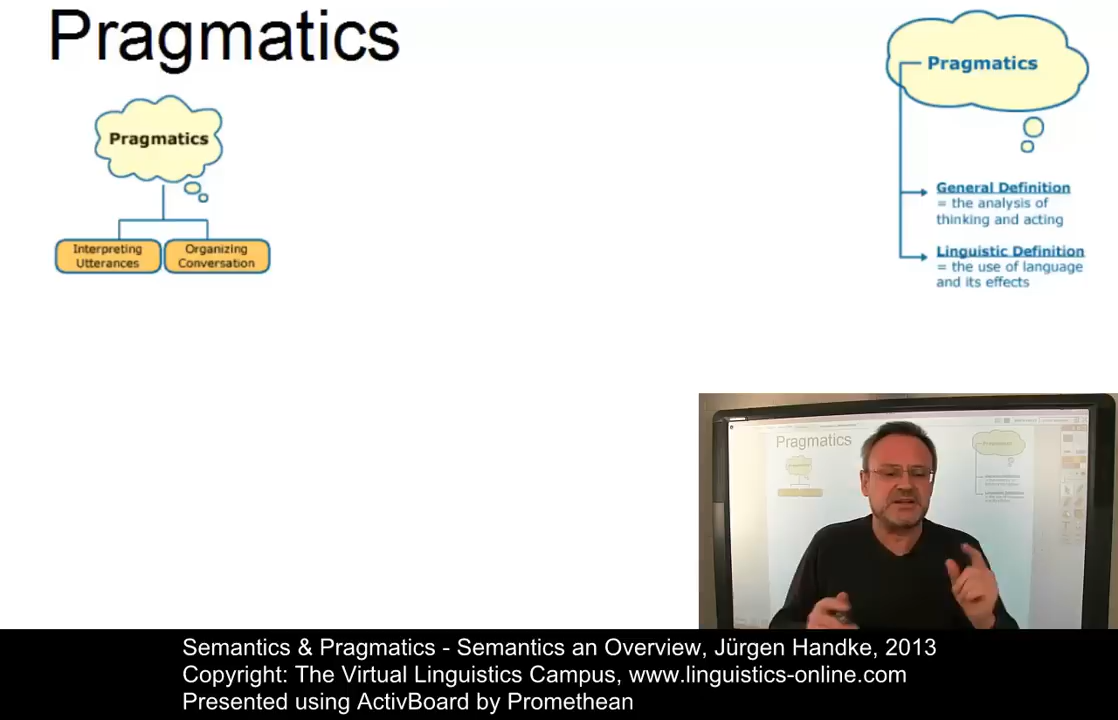 Pragmatics
Pragmatics
Interpreting
Utterances
Organizing
Conversation
Pragmatics
General Definition
= the analysis of
thinking and acting
Linguistic Definition
= the use of language
and its effects
Pragmatics
Semantics & Pragmatics - Semantics an Overview, Jürgen Handke, 2013
Copyright: The Virtual Linguistics Campus, www.linguistics-online.com
Presented using ActivBoard by Promethean